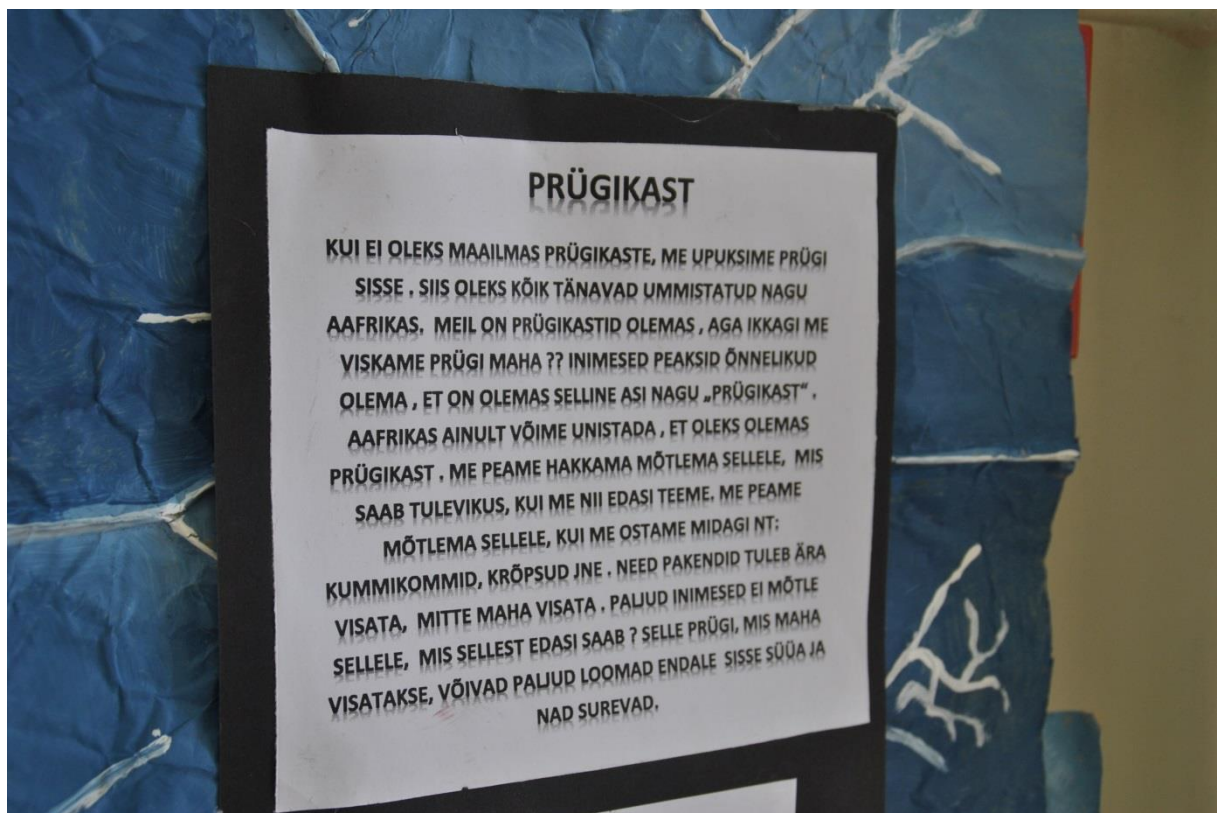 PRÜGIKAST
KUI EI OLEKS MAAILMAS PRÜGIKASTE, ME UPUKSIME PRÜGI
SISSE . SIIS OLEKS KÕIK TÄNAVAD UMMISTATUD NAGU
AAFRIKAS. MEIL ON PRÜGIKASTID OLEMAS , AGA IKKAGI ME
VISKAME PRÜGI MAHA ?? INIMESED PEAKSID ÕNNELIKUD
OLEMA , ET ON OLEMAS SELLINE ASI NAGU „PRÜGIKAST“ .
AAFRIKAS AINULT VÕIME UNISTADA , ET OLEKS OLEMAS
PRÜGIKAST . ME PEAME HAKKAMA MÕTLEMA SELLELE, MIS
SAAB TULEVIKUS, KUI ME NII EDASI TEEME. ME PEAME
MÕTLEMA SELLELE, KUI ME OSTAME MIDAGI NT:
KUMMIKOMMID, KRÕPSUD JNE . NEED PAKENDID TULEB ÄRA
VISATA, MITTE MAHA VISATA . PALJUD INIMESED EI MÕTLE
SELLELE, MIS SELLEST EDASI SAAB ? SELLE PRÜGI, MIS MAHA
VISATAKSE, VÕIVAD PALJUD LOOMAD ENDALE SISSE SÜÜA JA
NAD SUREVAD.